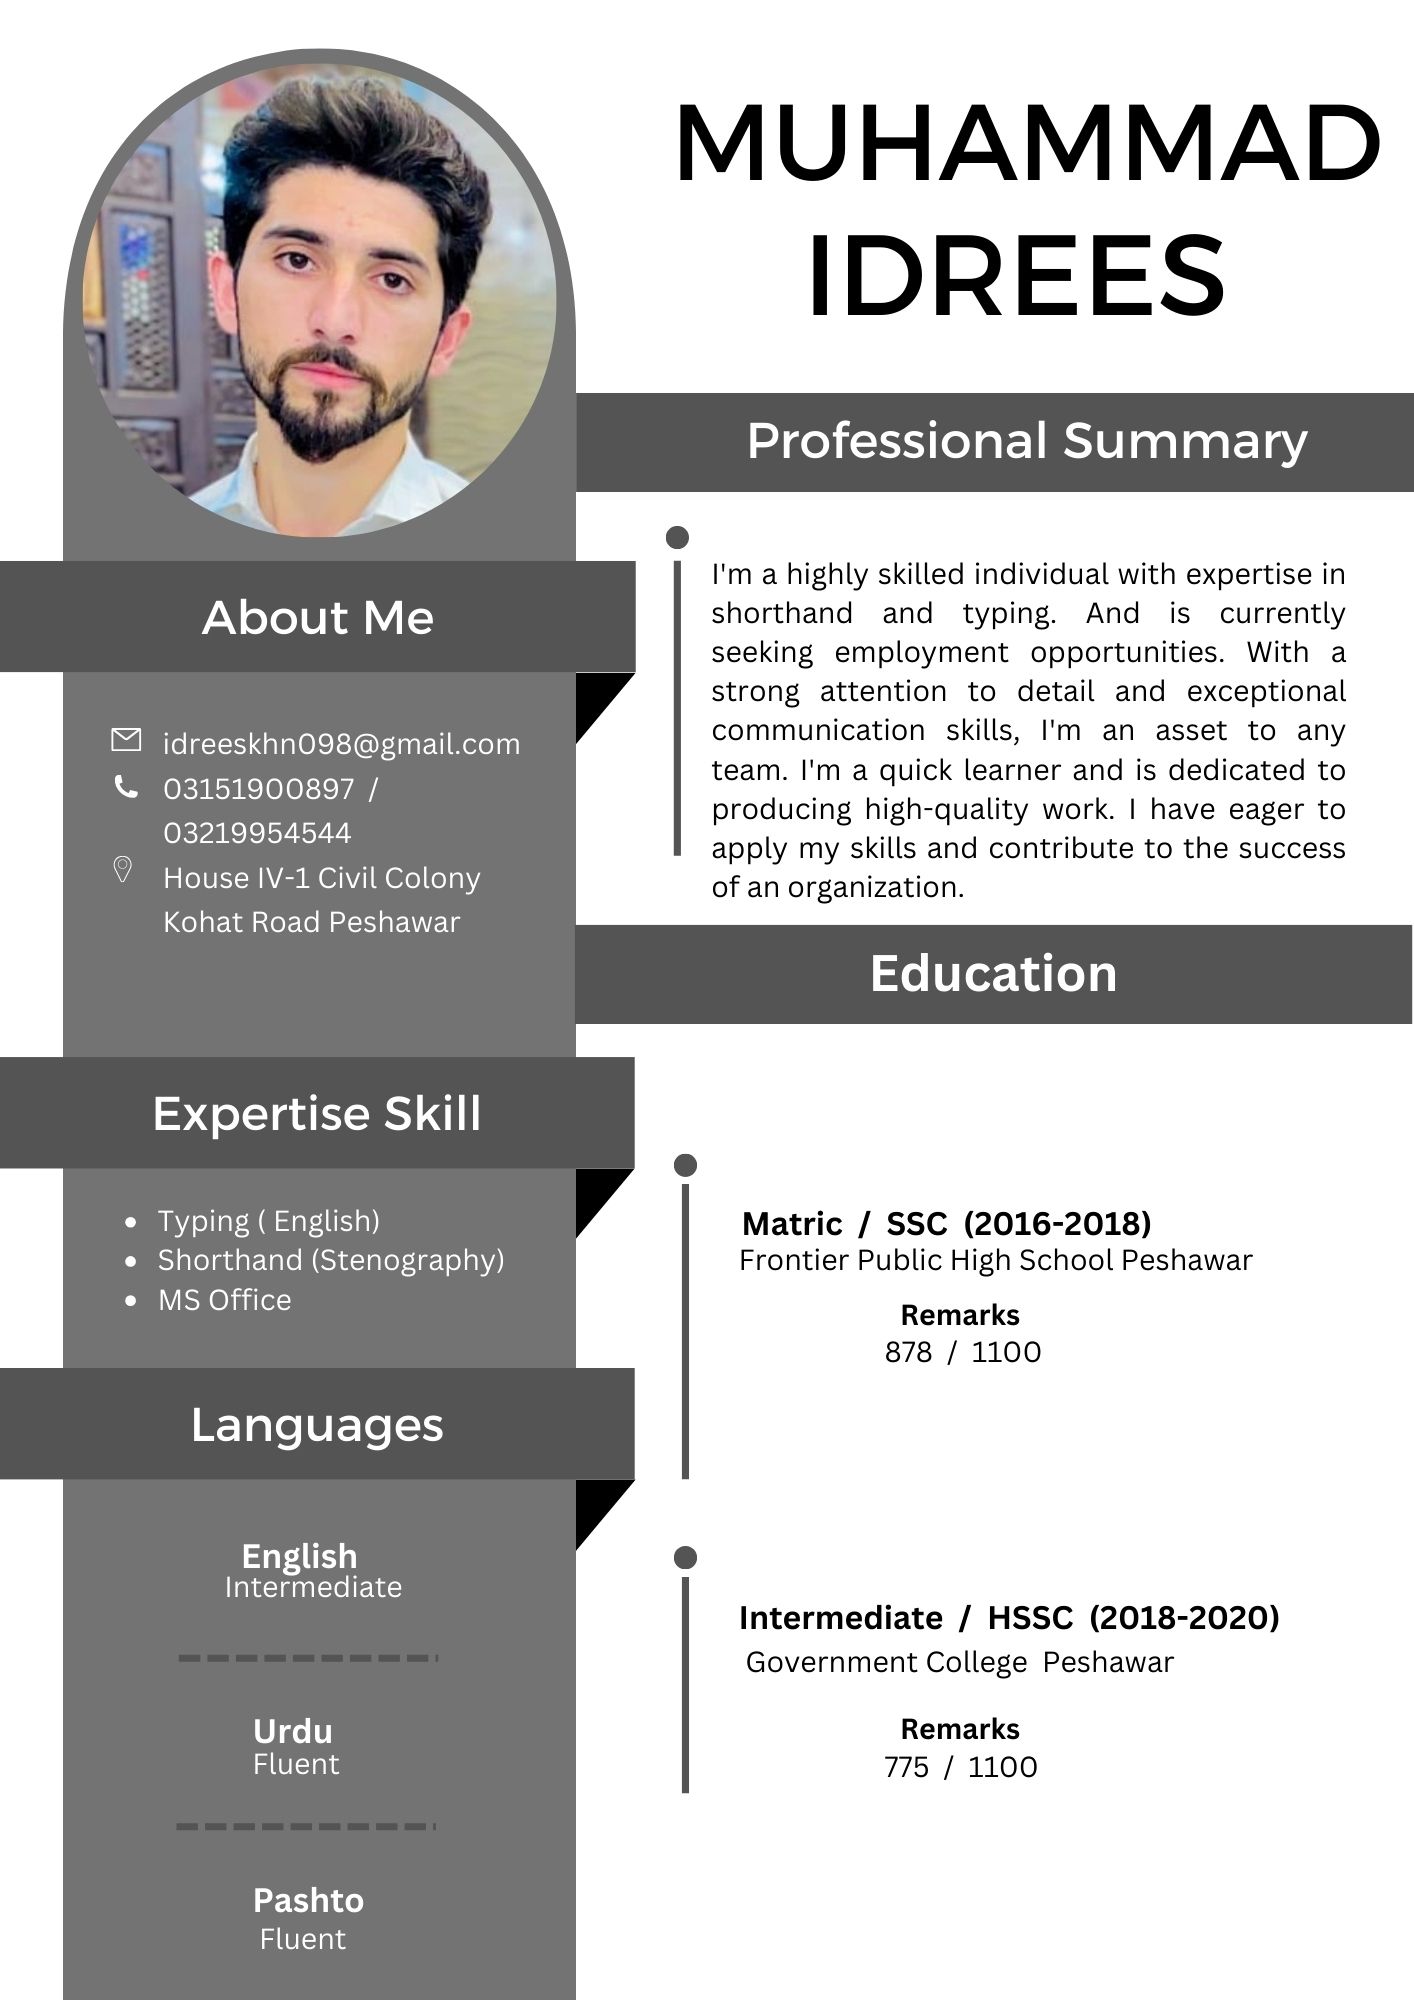 MUHAMMAD
IDREES
Professional Summary
I'm a highly skilled individual with expertise in
shorthand and typing. And is currently
seeking employment opportunities. With a
strong attention to detail and exceptional
communication skills, I'm an asset to any
team. I'm a quick learner and is dedicated to
producing high-quality work. I have eager to
apply my skills and contribute to the success
of an organization.
About Me
idreeskhn098@gmail.com
03151900897 /
03219954544
House IV-1 Civil Colony
Kohat Road Peshawar
Expertise Skill
Typing ( English)
Shorthand (Stenography)
MS Office
Languages
English
Intermediate
Urdu
Fluent
Pashto
Fluent
Education
Matric / SSC (2016-2018)
Frontier Public High School Peshawar
Remarks
878 / 1100
Intermediate / HSSC (2018-2020)
Government College Peshawar
Remarks
775 / 1100